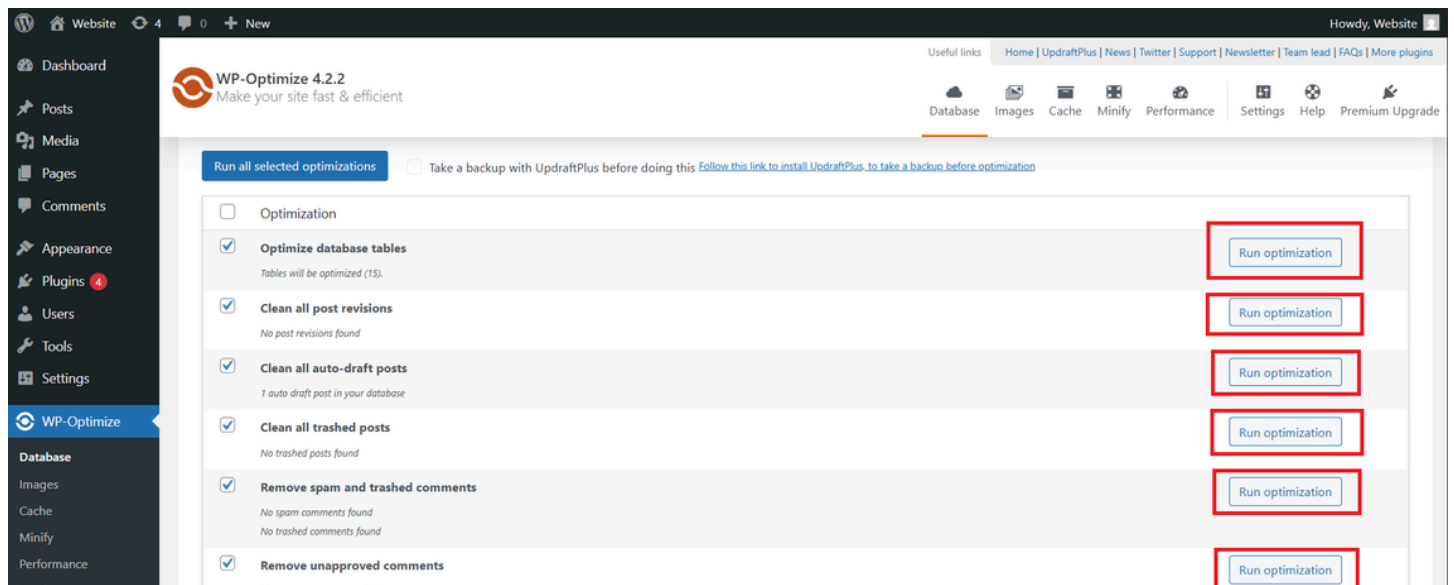 Website 4 0 New
Howdy, Website
Dashboard
Posts
Media
Pages
Comments
Appearance
Plugins 4
Users
Tools
Settings
WP-Optimize
Database
Images
Cache
Minify
Performance
WP-Optimize 4.2.2
Make your site fast & efficient
Useful links Home | UpdraftPlus | News | Twitter | Support | Newsletter | Team lead | FAQs | More plugins
Database Images Cache Minify Performance Settings Help Premium Upgrade
Run all selected optimizations Take a backup with UpdraftPlus before doing this Follow this link to install UpdraftPlus, to take a backup before optimization
Optimization
Optimize database tables
Run optimization
Tables will be optimized (15).
Clean all post revisions
Run optimization
No post revisions found
Clean all auto-draft posts
Run optimization
1 auto draft post in your database
Clean all trashed posts
Run optimization
No trashed posts found
Remove spam and trashed comments
Run optimization
No spam comments found
No trashed comments found
Remove unapproved comments
Run optimization